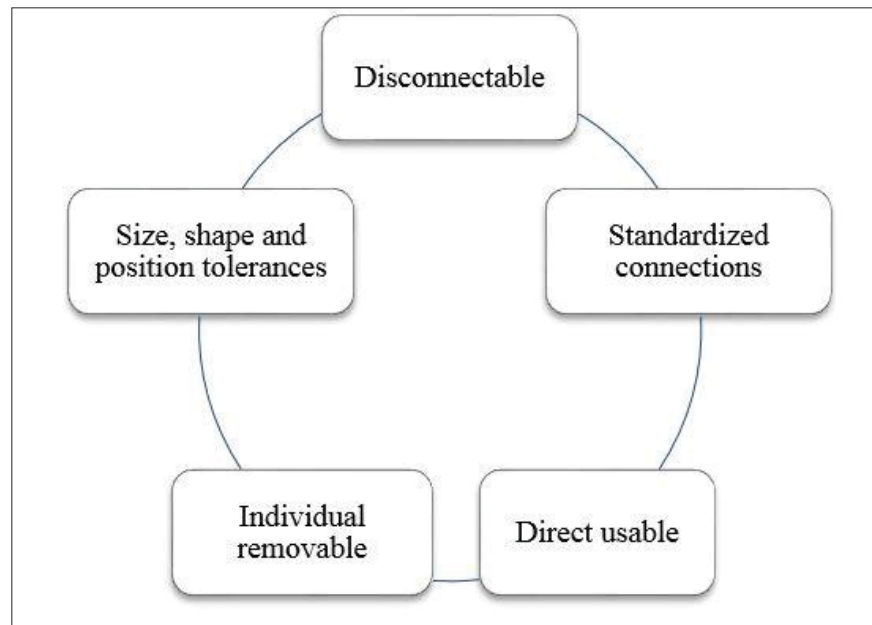 Disconnectable
Standardized
connections
Direct usable
Individual
removable
Size, shape and
position tolerances